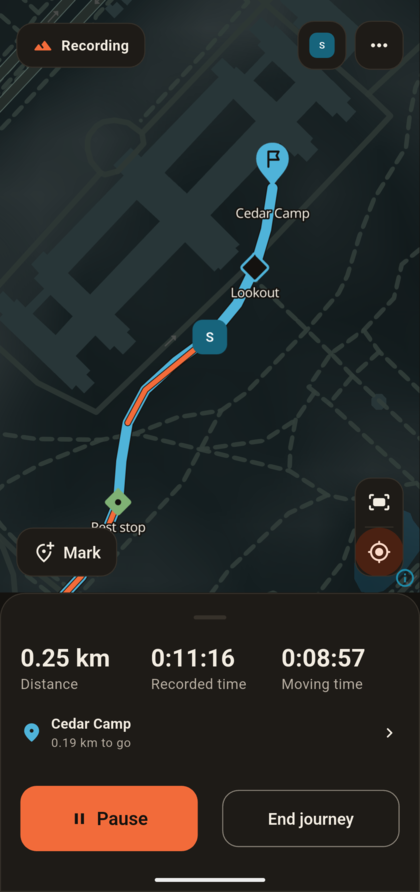 Recording
S
Cedar Camp
Lookout
S
Rest stop
Mark
0.25 km
Distance
0:11:16
Recorded time
0:08:57
Moving time
Cedar Camp
0.19 km to go
Pause
End journey